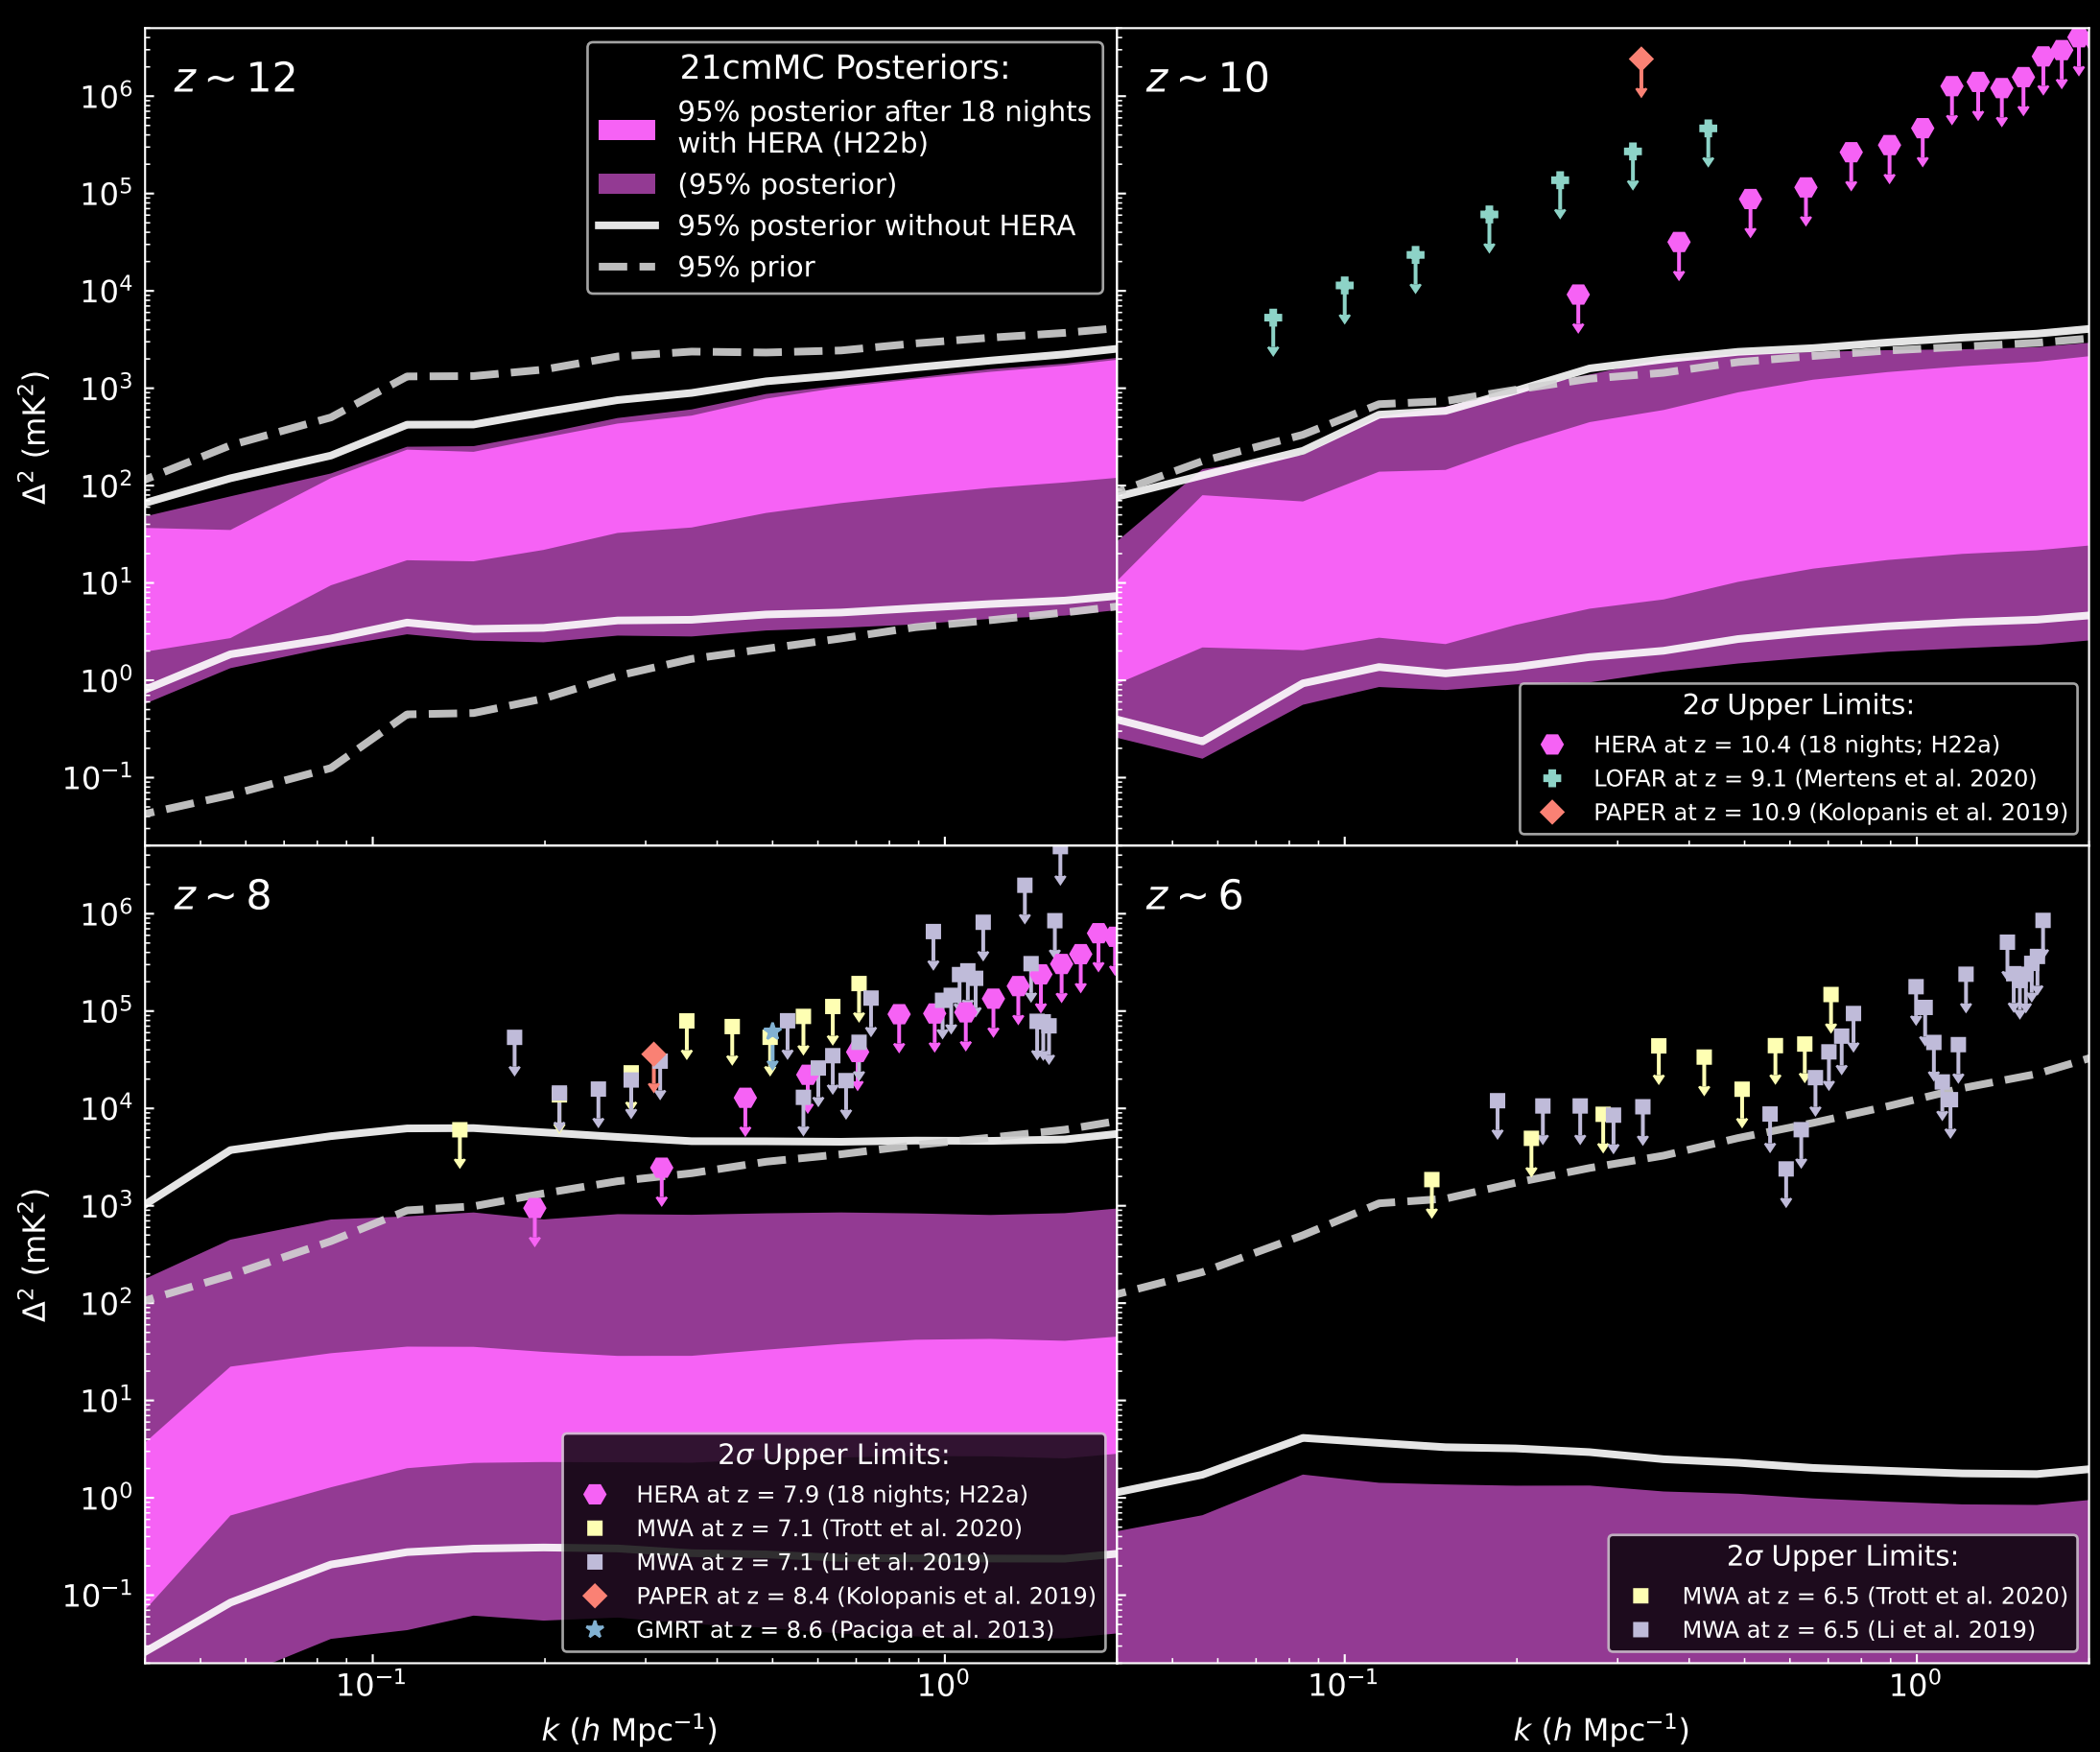 z ~ 12
21cmMC Posteriors:
95% posterior after 18 nights
with HERA (H22b)
(95% posterior)
95% posterior without HERA
95% prior
10⁶
10⁵
10⁴
10³
10²
10¹
10⁰
10⁻¹
Δ² (mK²)
z ~ 10
2σ Upper Limits:
HERA at z = 10.4 (18 nights; H22a)
LOFAR at z = 9.1 (Mertens et al. 2020)
PAPER at z = 10.9 (Kolopanis et al. 2019)
z ~ 8
10⁶
10⁵
10⁴
10³
10²
10¹
10⁰
10⁻¹
Δ² (mK²)
2σ Upper Limits:
HERA at z = 7.9 (18 nights; H22a)
MWA at z = 7.1 (Trott et al. 2020)
MWA at z = 7.1 (Li et al. 2019)
PAPER at z = 8.4 (Kolopanis et al. 2019)
GMRT at z = 8.6 (Paciga et al. 2013)
10⁻¹ 10⁰
k (h Mpc⁻¹)
z ~ 6
2σ Upper Limits:
MWA at z = 6.5 (Trott et al. 2020)
MWA at z = 6.5 (Li et al. 2019)
10⁻¹ 10⁰
k (h Mpc⁻¹)